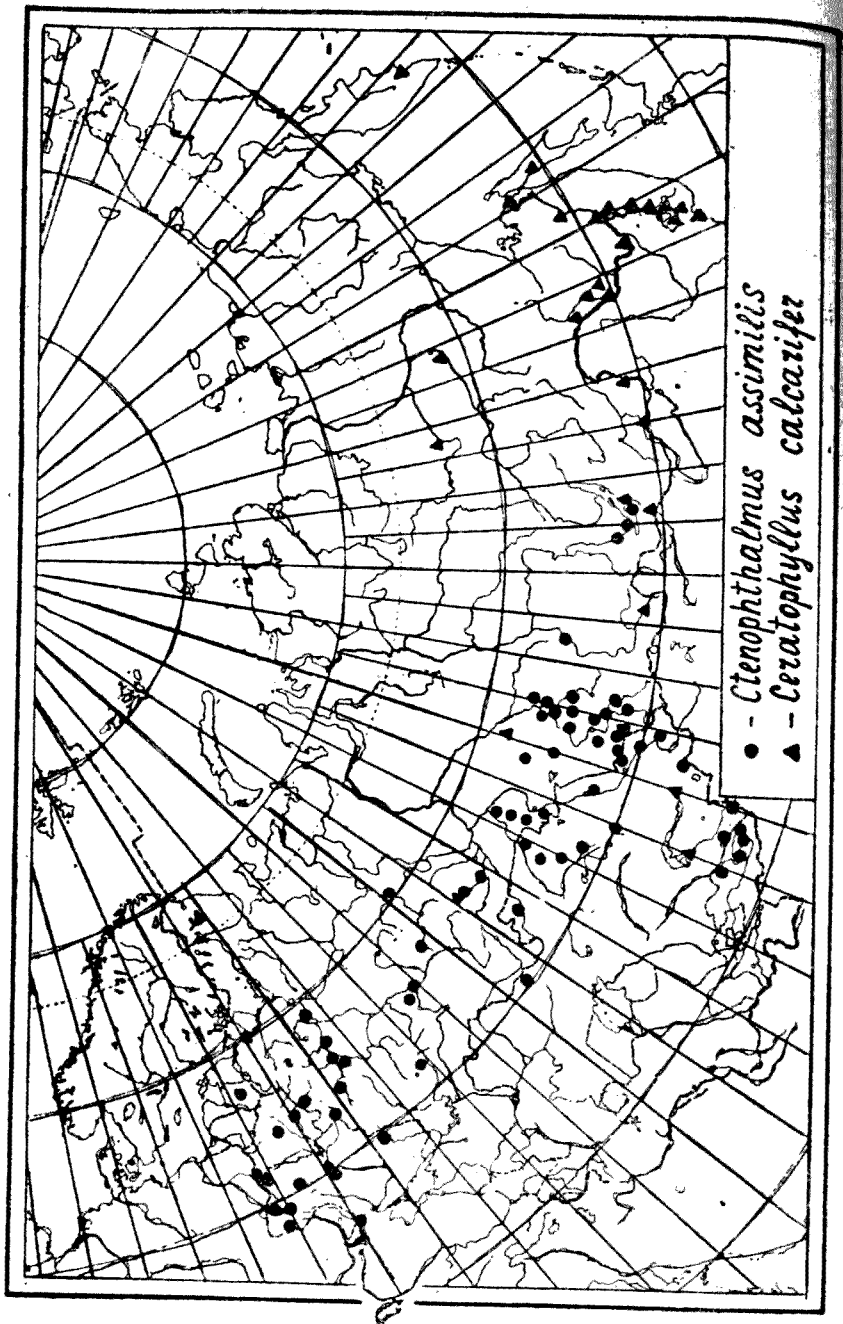 ● - Ctenophthalmus assimilis
▲ - Ceratophyllus calcarifer